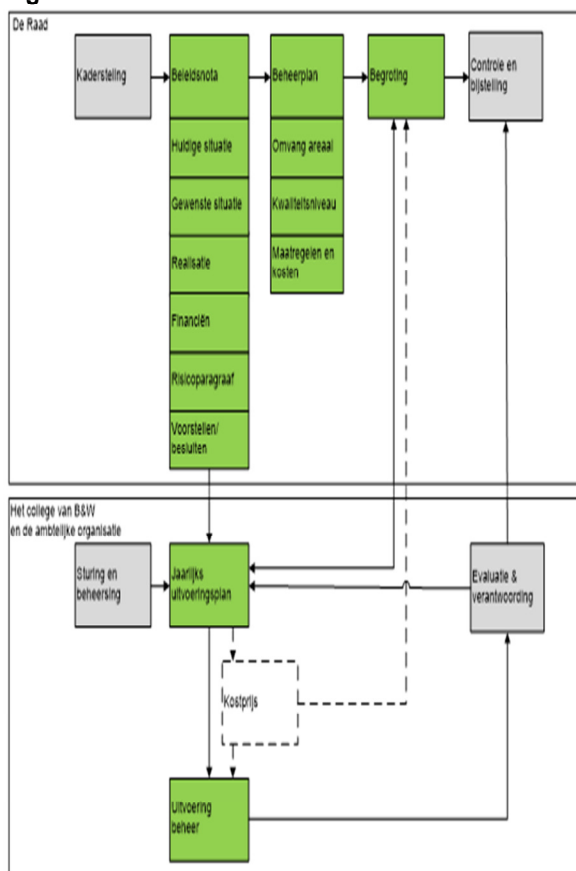 De Raad
Kaderstelling
Beleidsnota
Beheerplan
Begroting
Controle en
bijstelling
Huidige situatie
Omvang areaal
Gewenste situatie
Kwaliteitsniveau
Realisatie
Maatregelen en
kosten
Financiën
Risicoparagraaf
Voorstellen/
besluiten
Het college van B&W
en de ambtelijke organisatie
Sturing en
beheersing
Jaarlijks
uitvoeringsplan
Evaluatie &
verantwoording
Kostprijs
Uitvoering
beheer